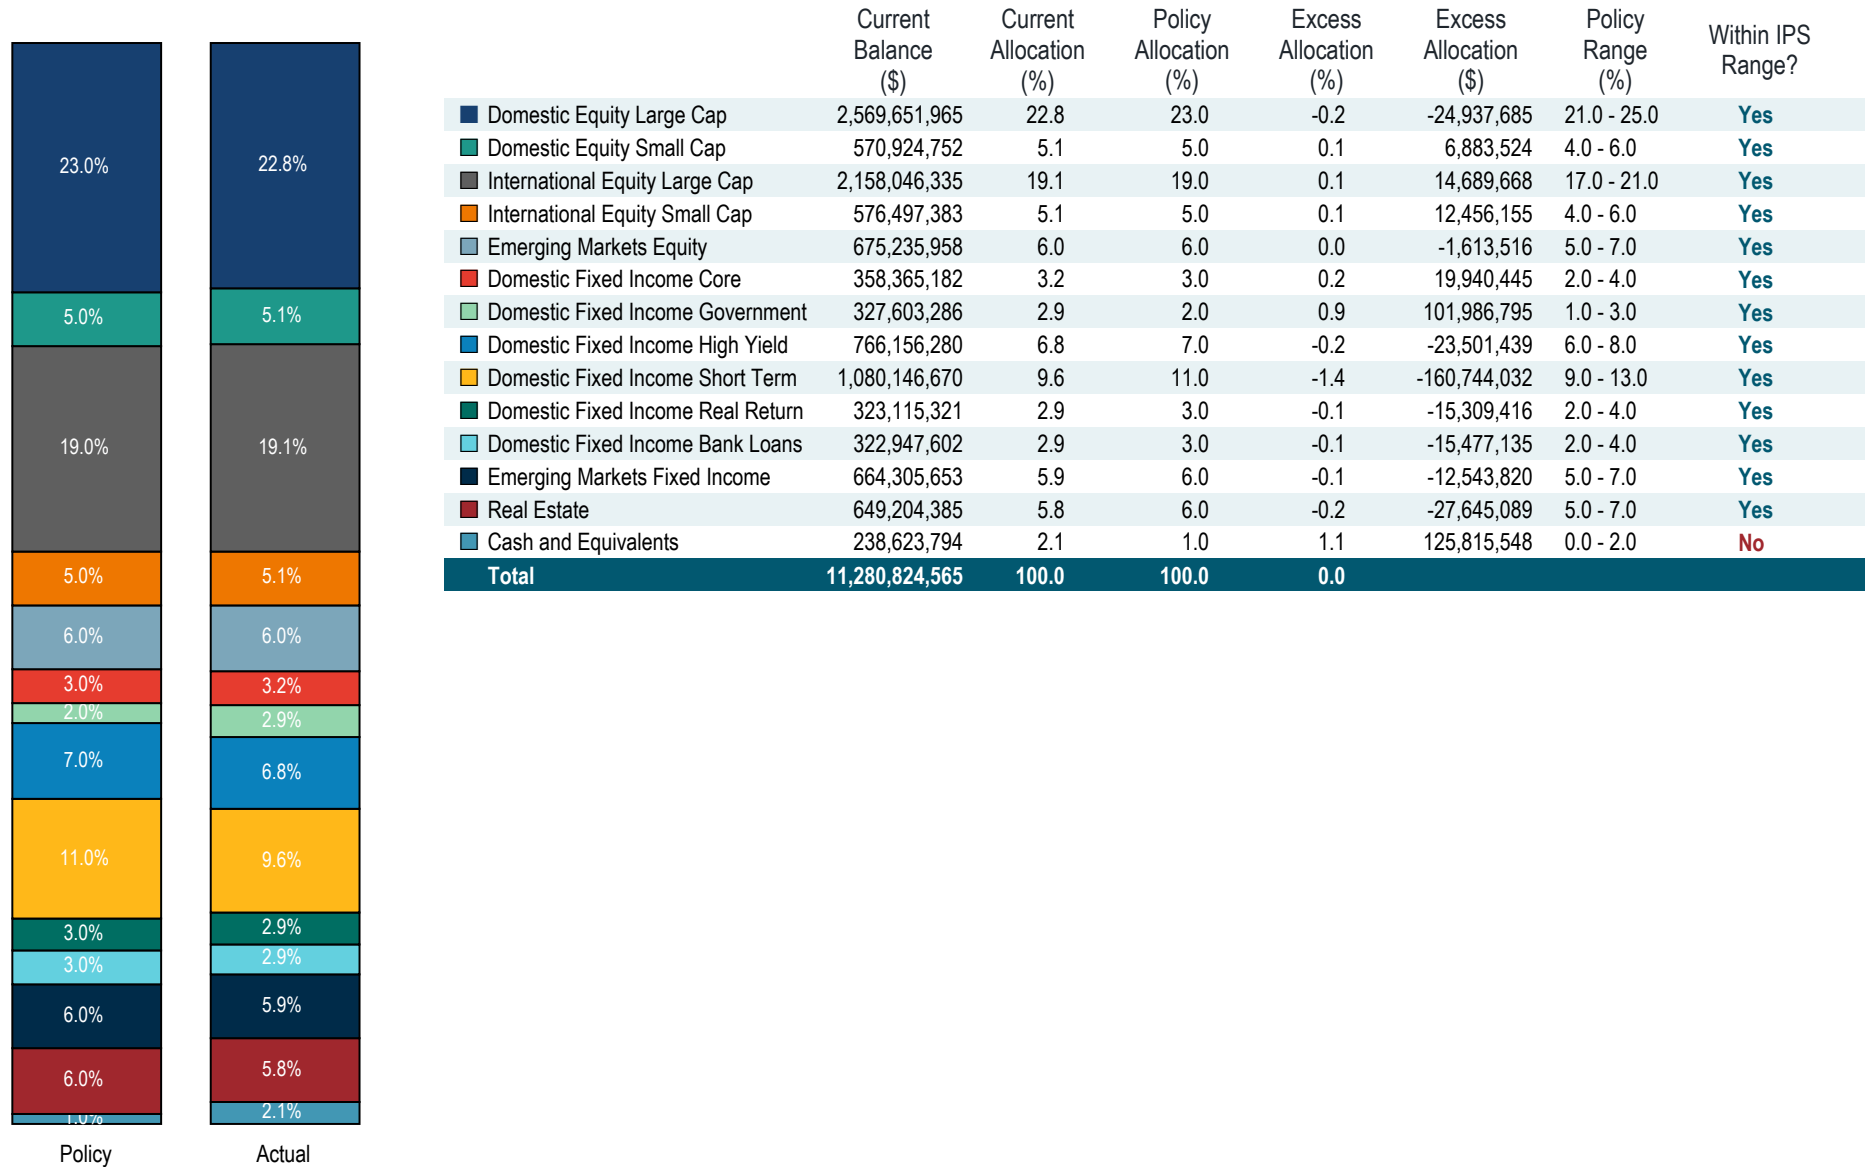 Current Balance ($) Current Allocation (%) Policy Allocation (%) Excess Allocation (%) Excess Allocation ($) Policy Range (%) Within IPS Range?
Domestic Equity Large Cap 2,569,651,965 22.8 23.0 -0.2 -24,937,685 21.0 - 25.0 Yes
Domestic Equity Small Cap 570,924,752 5.1 5.0 0.1 6,883,524 4.0 - 6.0 Yes
International Equity Large Cap 2,158,046,335 19.1 19.0 0.1 14,689,668 17.0 - 21.0 Yes
International Equity Small Cap 576,497,383 5.1 5.0 0.1 12,456,155 4.0 - 6.0 Yes
Emerging Markets Equity 675,235,958 6.0 6.0 0.0 -1,613,516 5.0 - 7.0 Yes
Domestic Fixed Income Core 358,365,182 3.2 3.0 0.2 19,940,445 2.0 - 4.0 Yes
Domestic Fixed Income Government 327,603,286 2.9 2.0 0.9 101,986,795 1.0 - 3.0 Yes
Domestic Fixed Income High Yield 766,156,280 6.8 7.0 -0.2 -23,501,439 6.0 - 8.0 Yes
Domestic Fixed Income Short Term 1,080,146,670 9.6 11.0 -1.4 -160,744,032 9.0 - 13.0 Yes
Domestic Fixed Income Real Return 323,115,321 2.9 3.0 -0.1 -15,309,416 2.0 - 4.0 Yes
Domestic Fixed Income Bank Loans 322,947,602 2.9 3.0 -0.1 -15,477,135 2.0 - 4.0 Yes
Emerging Markets Fixed Income 664,305,653 5.9 6.0 -0.1 -12,543,820 5.0 - 7.0 Yes
Real Estate 649,204,385 5.8 6.0 -0.2 -27,645,089 5.0 - 7.0 Yes
Cash and Equivalents 238,623,794 2.1 1.0 1.1 125,815,548 0.0 - 2.0 No
Total 11,280,824,565 100.0 100.0 0.0
23.0% 22.8%
5.0% 5.1%
19.0% 19.1%
5.0% 5.1%
6.0% 6.0%
3.0% 3.2%
2.0% 2.9%
7.0% 6.8%
11.0% 9.6%
3.0% 2.9%
3.0% 2.9%
6.0% 5.9%
6.0% 5.8%
1.0% 2.1%
Policy Actual